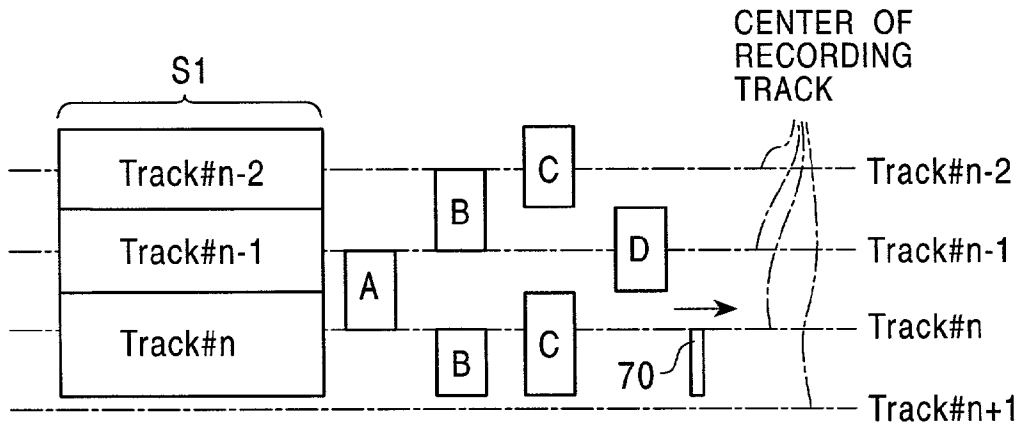 CENTER OF
RECORDING
TRACK
S1
Track#n-2
C
Track#n-2
B
Track#n-1
D
Track#n-1
A
Track#n
Track#n
B
C
70
Track#n+1